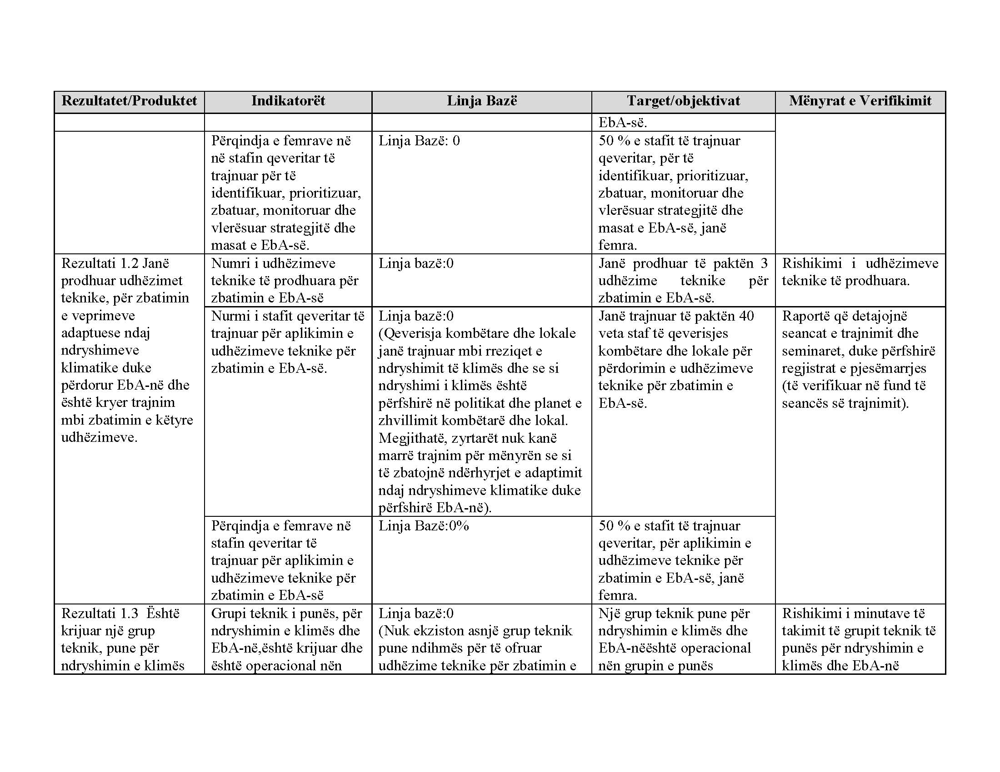 Rezultatet/Produktet
Indikatorët
Linja Bazë
Target/objektivat
Mënyrat e Verifikimit
EbA-së.
Përqindja e femrave në
në stafin qeveritar të
trajnuar për të
identifikuar, prioritizuar,
zbatuar, monitoruar dhe
vlerësuar strategjitë dhe
masat e EbA-së.
Linja Bazë: 0
50 % e stafit të trajnuar
qeveritar, për të
identifikuar, prioritizuar,
zbatuar, monitoruar dhe
vlerësuar strategjitë dhe
masat e EbA-së, janë
femra.
Rezultati 1.2 Janë
prodhuar udhëzimet
teknike, për zbatimin
e veprimeve
adaptuese ndaj
ndryshimeve
klimatike duke
përdorur EbA-në dhe
është kryer trajnim
mbi zbatimin e këtyre
udhëzimeve.
Numri i udhëzimeve
teknike të prodhuara për
zbatimin e EbA-së
Linja bazë:0
Janë prodhuar të paktën 3
udhëzime teknike për
zbatimin e EbA-së.
Rishikimi i udhëzimeve
teknike të prodhuara.
Nurmi i stafit qeveritar të
trajnuar për aplikimin e
udhëzimeve teknike për
zbatimin e EbA-së.
Linja bazë:0
(Qeverisja kombëtare dhe lokale
janë trajnuar mbi rreziqet e
ndryshimit të klimës dhe se si
ndryshimi i klimës është
përfshirë në politikat dhe planet e
zhvillimit kombëtarë dhe lokal.
Megjithatë, zyrtarët nuk kanë
marrë trajnim për mënyrën se si
të zbatojnë ndërhyrjet e adaptimit
ndaj ndryshimeve klimatike duke
përfshirë EbA-në).
Janë trajnuar të paktën 40
veta staf të qeverisjes
kombëtare dhe lokale për
përdorimin e udhëzimeve
teknike për zbatimin e
EbA-së.
Raportë që detajojnë
seancat e trajnimit dhe
seminaret, duke përfshirë
regjistrat e pjesëmarrjes
(të verifikuar në fund të
seancës së trajnimit).
Përqindja e femrave në
stafin qeveritar të
trajnuar për aplikimin e
udhëzimeve teknike për
zbatimin e EbA-së
Linja Bazë:0%
50 % e stafit të trajnuar
qeveritar, për aplikimin e
udhëzimeve teknike për
zbatimin e EbA-së, janë
femra.
Rezultati 1.3  Është
krijuar një grup
teknik, pune për
ndryshimin e klimës
Grupi teknik i punës, për
ndryshimin e klimës dhe
EbA-në,është krijuar dhe
është operacional nën
Linja bazë:0
(Nuk ekziston asnjë grup teknik
pune ndihmës për të ofruar
udhëzime teknike për zbatimin e
Një grup teknik pune për
ndryshimin e klimës dhe
EbA-nëështë operacional
nën grupin e punës
Rishikimi i minutave të
takimit të grupit teknik të
punës për ndryshimin e
klimës dhe EbA-në